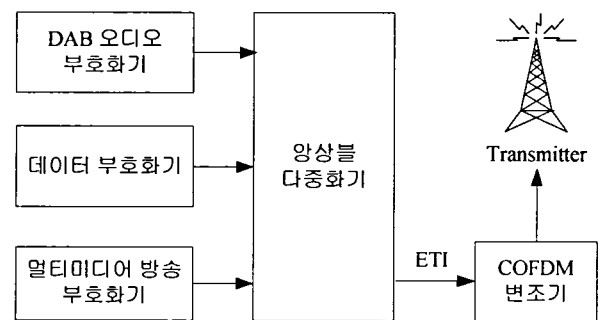 DAB 오디오
부호화기
데이터 부호화기
멀티미디어 방송
부호화기
앙상블
다중화기
ETI
COFDM
변조기
Transmitter